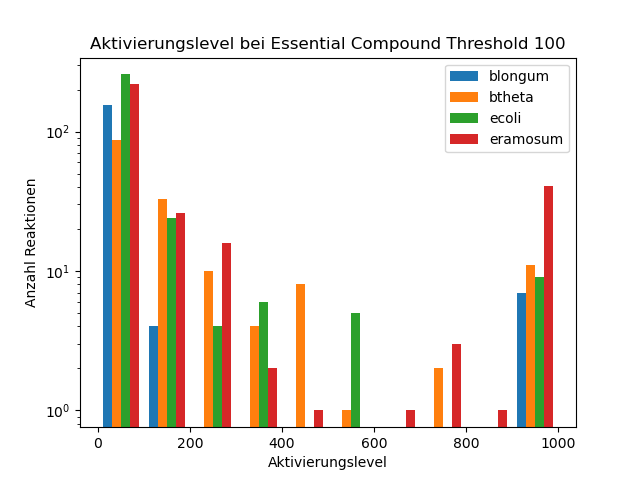 Aktivierungslevel bei Essential Compound Threshold 100
blongum
btheta
ecoli
eramosum
10²
10¹
10⁰
Anzahl Reaktionen
0 200 400 600 800 1000
Aktivierungslevel